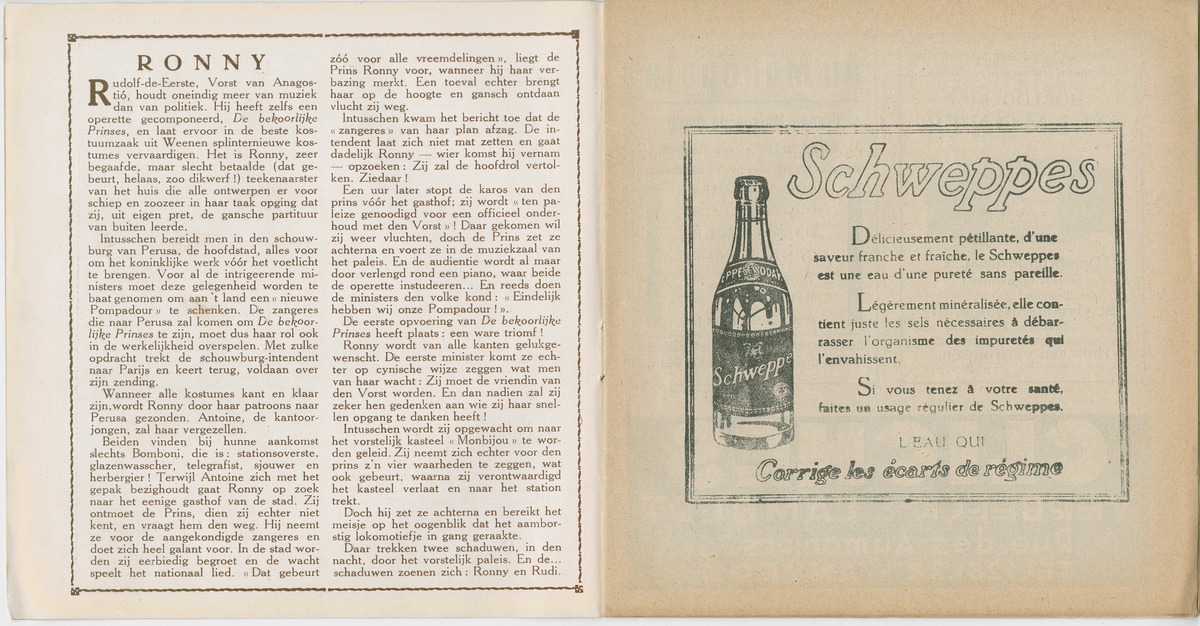 RONNY
Rudolf-de-Eerste, Vorst van Anagos-
tió, houdt oneindig meer van muziek
dan van politiek. Hij heeft zelfs een
operette gecomponeerd, De bekoorlijke
Prinses, en laat ervoor in de beste kos-
tuumzaak uit Weenen splinternieuwe kos-
tumes vervaardigen. Het is Ronny, zeer
begaafde, maar slecht betaalde (dat ge-
beurt, helaas, zoo dikwerf!) teekenaarster
van het huis die alle ontwerpen er voor
schiep en zoozeer in haar taak opging dat
zij, uit eigen pret, de gansche partituur
van buiten leerde.
Intusschen bereidt men in den schouw-
burg van Perusa, de hoofdstad, alles voor
om het koninklijke werk vóór het voetlicht
te brengen. Voor al de intrigeerende mi-
nisters moet deze gelegenheid worden te
baat genomen om aan 't land een « nieuwe
Pompadour » te schenken. De zangeres
die naar Perusa zal komen om De bekoor-
lijke Prinses te zijn, moet dus haar rol ook
in de werkelijkheid overspelen. Met zulke
opdracht trekt de schouwburg-intendent
naar Parijs en keert terug, voldaan over
zijn zending.
Wanneer alle kostumes kant en klaar
zijn,wordt Ronny door haar patroons naar
Perusa gezonden. Antoine, de kantoor-
jongen, zal haar vergezellen.
Beiden vinden bij hunne aankomst
slechts Bomboni, die is : stationsoverste,
glazenwasscher, telegrafist, sjouwer en
herbergier ! Terwijl Antoine zich met het
gepak bezighoudt gaat Ronny op zoek
naar het eenige gasthof van de stad. Zij
ontmoet de Prins, dien zij echter niet
kent, en vraagt hem den weg. Hij neemt
ze voor de aangekondigde zangeres en
doet zich heel galant voor. In de stad wor-
den zij eerbiedig begroet en de wacht
speelt het nationaal lied. « Dat gebeurt
zóó voor alle vreemdelingen », liegt de
Prins Ronny voor, wanneer hij haar ver-
bazing merkt. Een toeval echter brengt
haar op de hoogte en gansch ontdaan
vlucht zij weg.
Intusschen kwam het bericht toe dat de
« zangeres » van haar plan afzag. De in-
tendent laat zich niet mat zetten en gaat
dadelijk Ronny — wier komst hij vernam
— opzoeken : Zij zal de hoofdrol vertol-
ken. Ziedaar !
Een uur later stopt de karos van den
prins vóór het gasthof; zij wordt « ten pa-
leize genoodigd voor een officieel onder-
houd met den Vorst » ! Daar gekomen wil
zij weer vluchten, doch de Prins zet ze
achterna en voert ze in de muziekzaal van
het paleis. En de audientie wordt al maar
door verlengd rond een piano, waar beide
de operette instudeeren... En reeds doen
de ministers den volke kond : « Eindelijk
hebben wij onze Pompadour ! ».
De eerste opvoering van De bekoorlijke
Prinses heeft plaats : een ware triomf !
Ronny wordt van alle kanten gelukge-
wenscht. De eerste minister komt ze ech-
ter op cynische wijze zeggen wat men
van haar wacht : Zij moet de vriendin van
den Vorst worden. En dan nadien zal zij
zeker hen gedenken aan wie zij haar snel-
len opgang te danken heeft !
Intusschen wordt zij opgewacht om naar
het vorstelijk kasteel « Monbijou » te wor-
den geleid. Zij neemt zich echter voor den
prins z'n vier waarheden te zeggen, wat
ook gebeurt, waarna zij verontwaardigd
het kasteel verlaat en naar het station
trekt.
Doch hij zet ze achterna en bereikt het
meisje op het oogenblik dat het aambor-
stig lokomotiefje in gang geraakte.
Daar trekken twee schaduwen, in den
nacht, door het vorstelijk paleis. En de...
schaduwen zoenen zich : Ronny en Rudi.
Schweppes
Délicieusement pétillante, d'une
saveur franche et fraîche, le Schweppes
est une eau d'une pureté sans pareille.
Légèrement minéralisée, elle con-
tient juste les sels nécessaires à débar-
rasser l'organisme des impuretés qui
l'envahissent.
Si vous tenez à votre santé,
faites un usage régulier de Schweppes.
L'EAU QUI
Corrige les écarts de régime
Schweppe